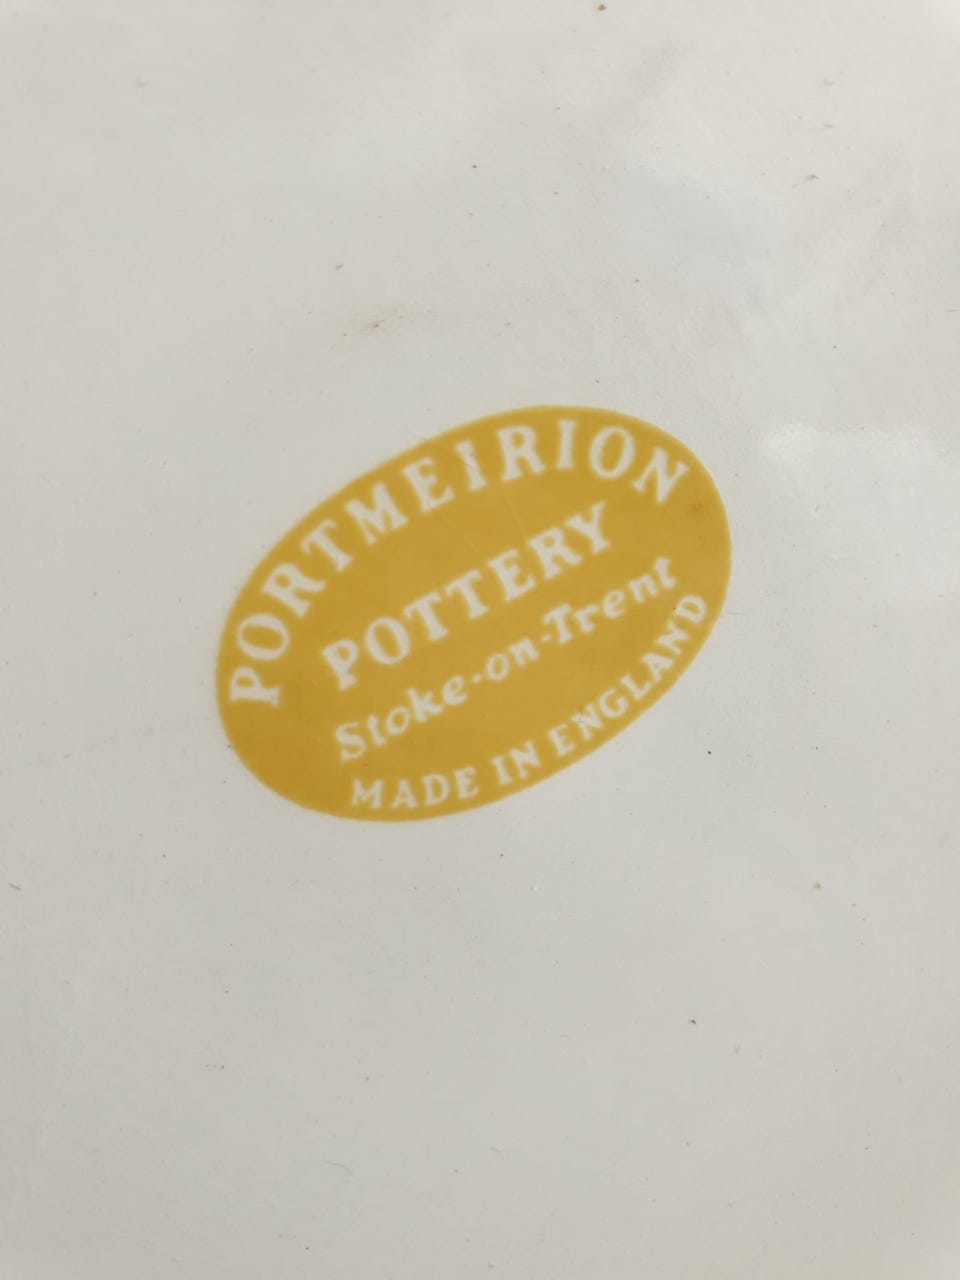 PORTMEIRION
POTTERY
Stoke-on-Trent
MADE IN ENGLAND